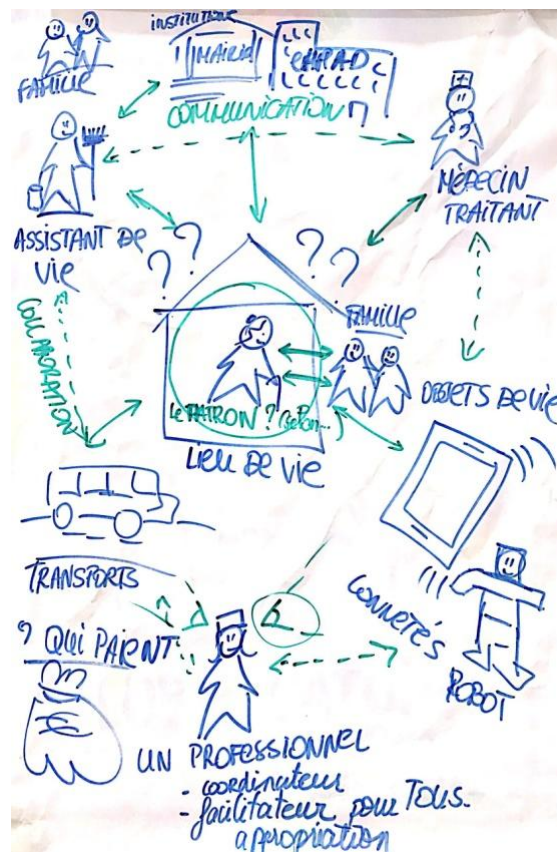 INSTITUTIONS
MAIRIE
EHPAD
FAMILLE
COMMUNICATION
MÉDECIN
TRAITANT
ASSISTANT DE
VIE
? ? ? ?
COLLABORATION
FAMILLE
LE PATRON ?
OBJETS DE VIE
LIEU DE VIE
TRANSPORTS
CONNETÉS
ROBOT
? QUI PAIENT
€
UN PROFESSIONNEL
- coordinateur
- facilitateur pour TOUS.
appropriation